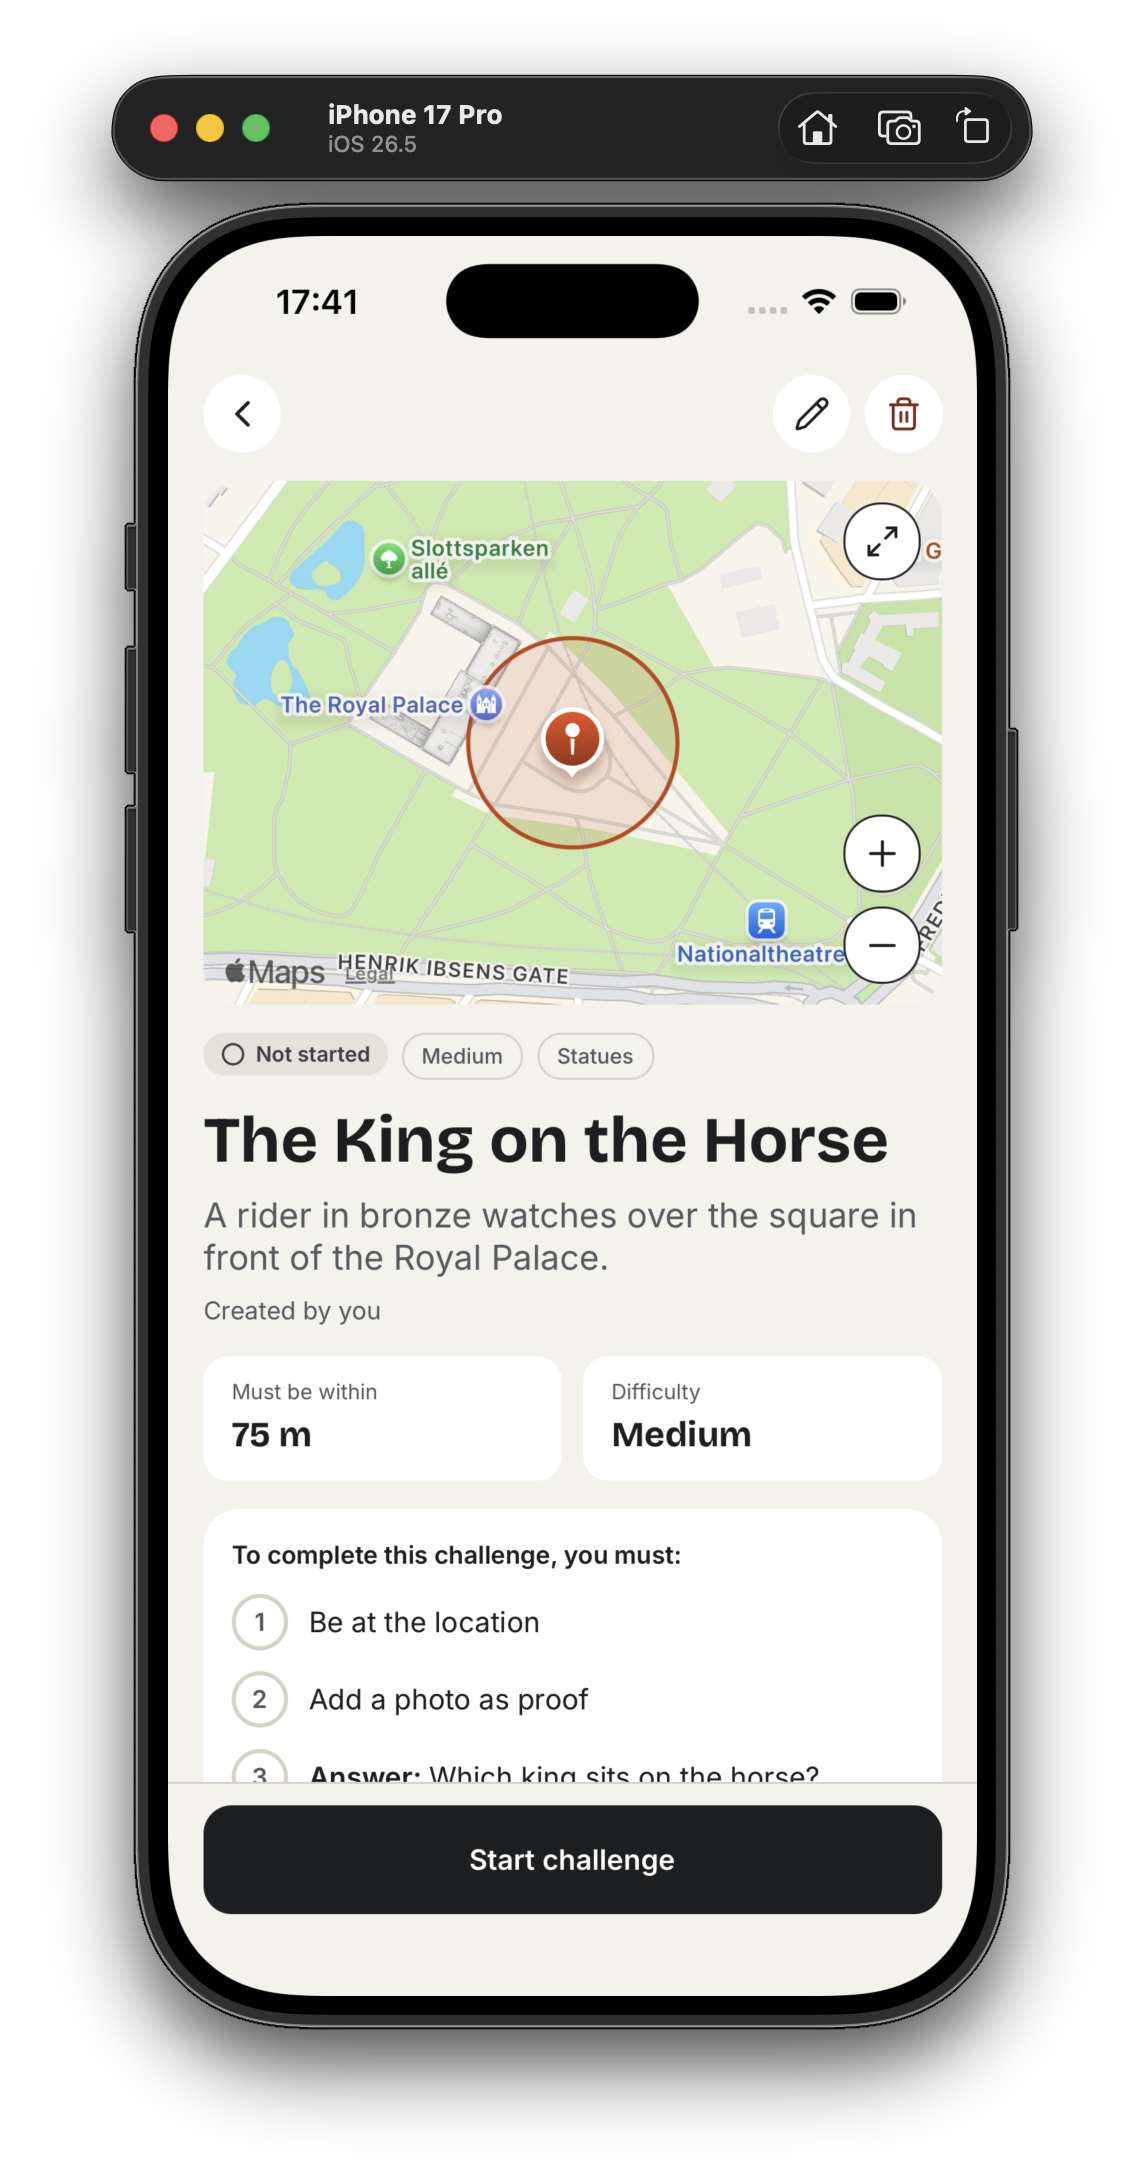 iPhone 17 Pro
iOS 26.5
17:41
Slottsparken
allé
G
The Royal Palace
Nationaltheatre
FRED
HENRIK IBSENS GATE
Maps
Legal
Not started
Medium
Statues
The King on the Horse
A rider in bronze watches over the square in
front of the Royal Palace.
Created by you
Must be within
75 m
Difficulty
Medium
To complete this challenge, you must:
1 Be at the location
2 Add a photo as proof
3 Answer: Which king sits on the horse?
Start challenge